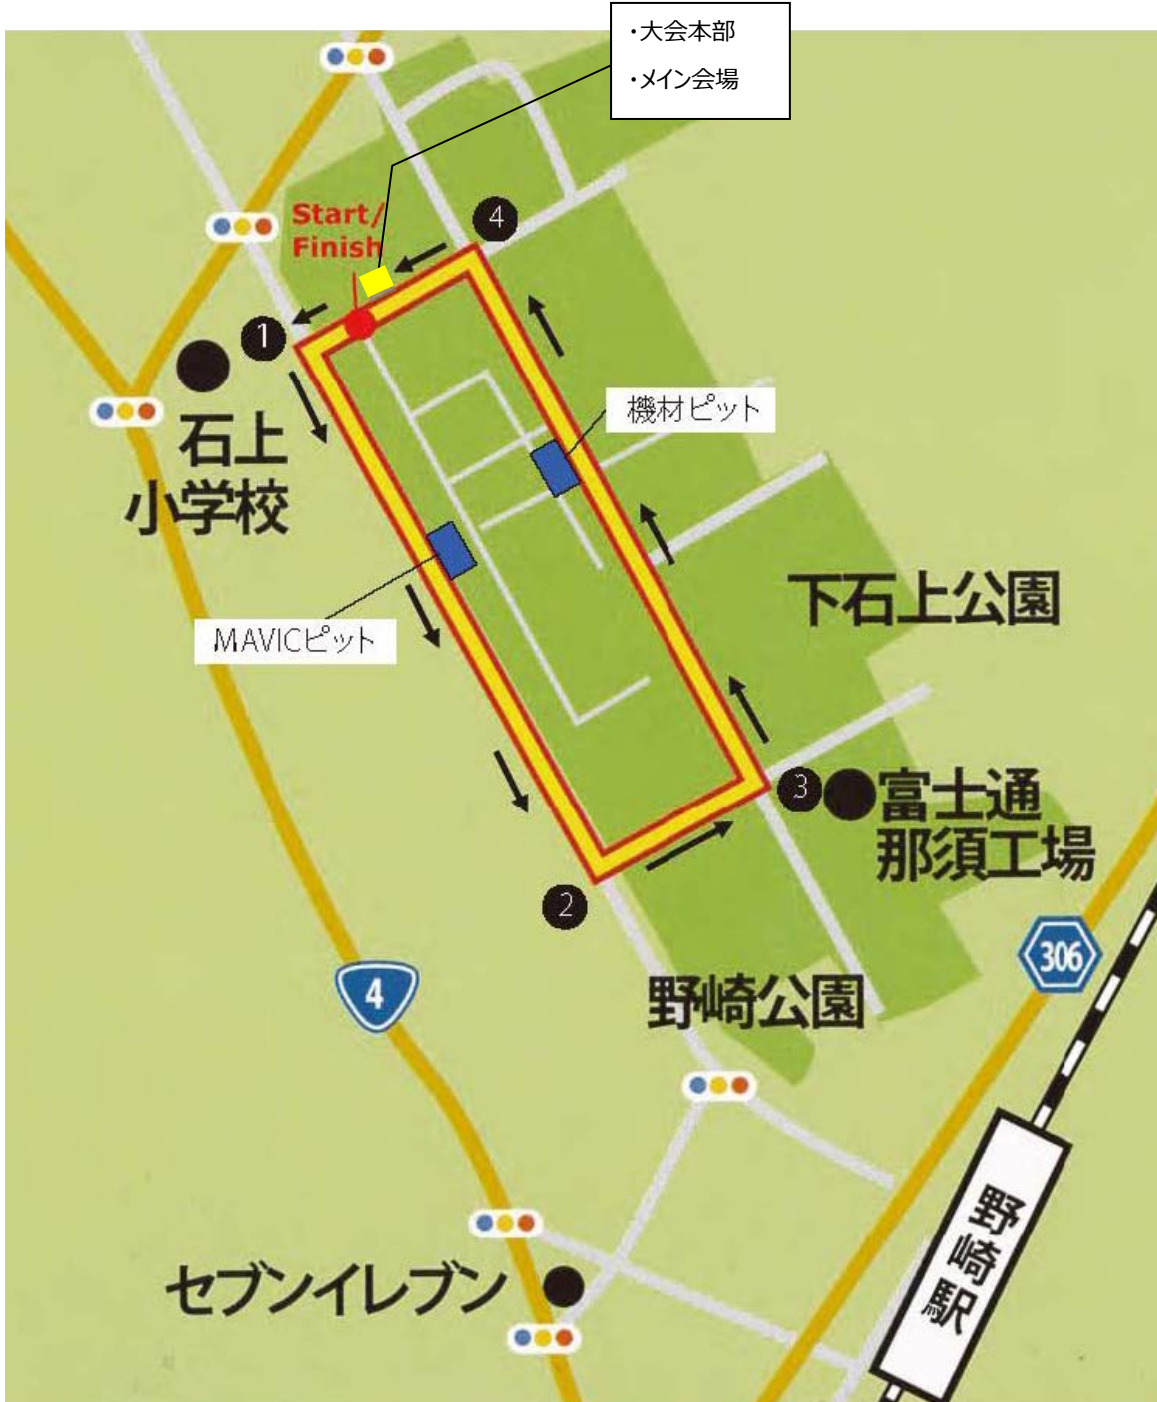 ・大会本部
・メイン会場
Start/
Finish
4
1
石上
小学校
機材ピット
MAVICピット
下石上公園
3
富士通
那須工場
2
306
4
野崎公園
野崎駅
セブンイレブン